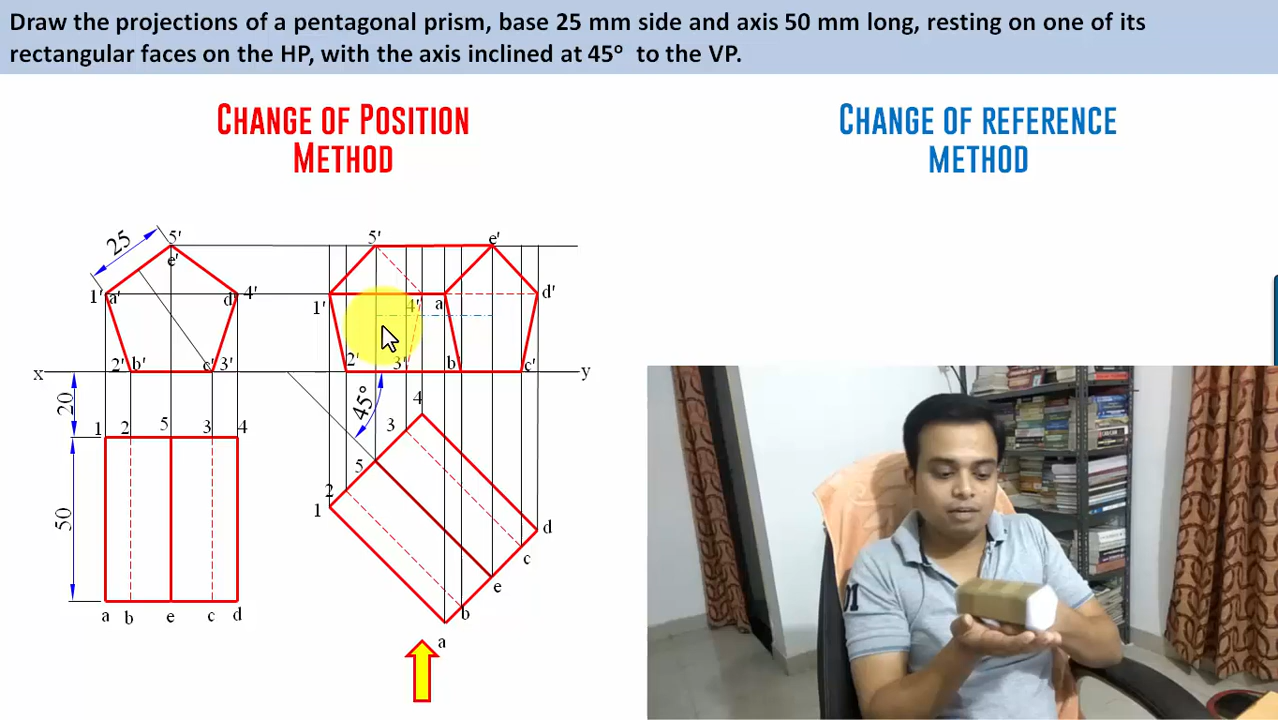 Draw the projections of a pentagonal prism, base 25 mm side and axis 50 mm long, resting on one of its
rectangular faces on the HP, with the axis inclined at 45° to the VP.
CHANGE OF POSITION
METHOD
CHANGE OF REFERENCE
METHOD
25
5'
e'
5'
e'
1'
a'
d
4'
1'
4'
a
d'
2'
b'
c'
3'
2'
3'
b'
c'
x
y
20
45°
1
2
5
3
4
4
3
5
2
1
50
d
c
e
b
a
a
b
e
c
d